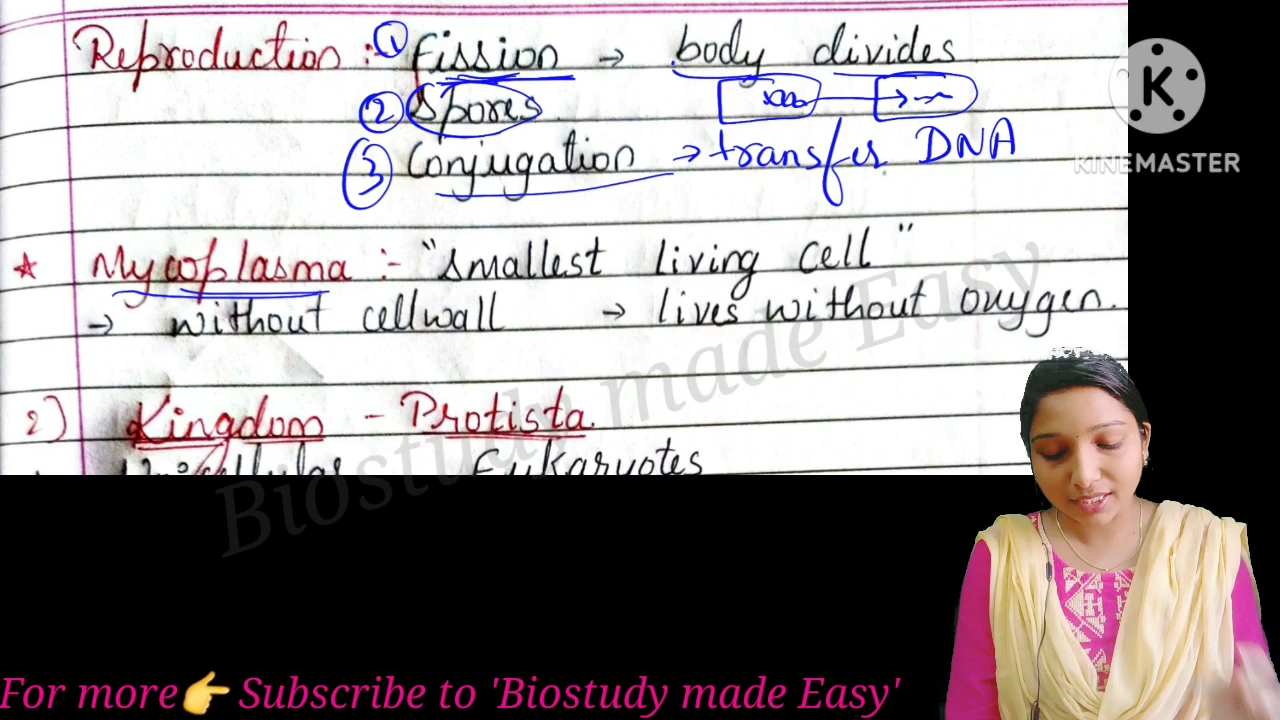 Reproduction :- ① Fission → body divides
② Spores
③ Conjugation → transfer DNA
K
KINEMASTER
★ Mycoplasma :- "smallest living cell"
→ without cellwall → lives without oxygen.
2) Kingdom - Protista
Unicellular Eukaryotes
Biostudy made Easy
For more👉 Subscribe to 'Biostudy made Easy'